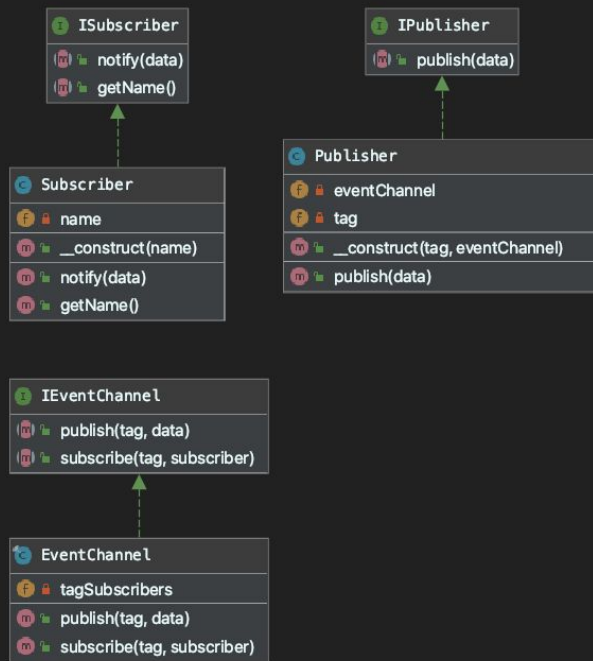 ISubscriber
notify(data)
getName()
IPublisher
publish(data)
Subscriber
name
__construct(name)
notify(data)
getName()
Publisher
eventChannel
tag
__construct(tag, eventChannel)
publish(data)
IEventChannel
publish(tag, data)
subscribe(tag, subscriber)
EventChannel
tagSubscribers
publish(tag, data)
subscribe(tag, subscriber)